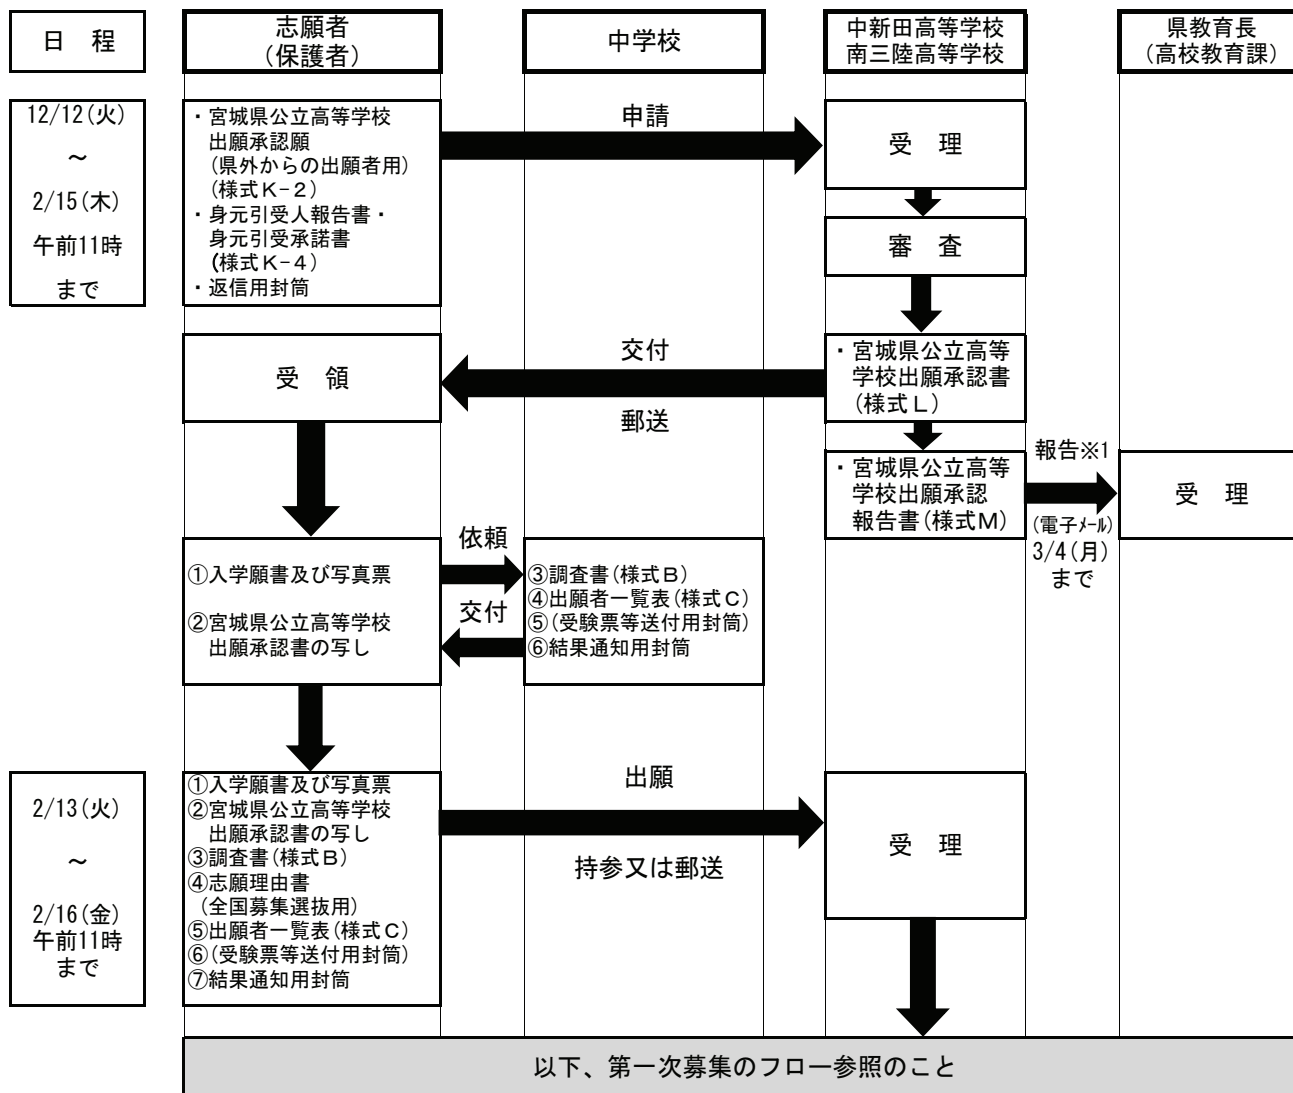 日　程
志願者
(保護者)
中学校
中新田高等学校
南三陸高等学校
県教育長
(高校教育課)
12/12(火)
～
2/15(木)
午前11時
まで
・宮城県公立高等学校
出願承認願
(県外からの出願者用)
(様式Ｋ-２)
・身元引受人報告書・
身元引受承諾書
(様式Ｋ-４)
・返信用封筒
申請
受　理
審　査
受　領
交付
郵送
・宮城県公立高等
学校出願承認書
(様式Ｌ)
・宮城県公立高等
学校出願承認
報告書(様式Ｍ)
報告※1
(電子ﾒｰﾙ)
3/4(月)
まで
受　理
①入学願書及び写真票
②宮城県公立高等学校
出願承認書の写し
依頼
交付
③調査書(様式Ｂ)
④出願者一覧表(様式Ｃ)
⑤(受験票等送付用封筒)
⑥結果通知用封筒
2/13(火)
～
2/16(金)
午前11時
まで
①入学願書及び写真票
②宮城県公立高等学校
出願承認書の写し
③調査書(様式Ｂ)
④志願理由書
(全国募集選抜用)
⑤出願者一覧表(様式Ｃ)
⑥(受験票等送付用封筒)
⑦結果通知用封筒
出願
持参又は郵送
受　理
以下、第一次募集のフロー参照のこと